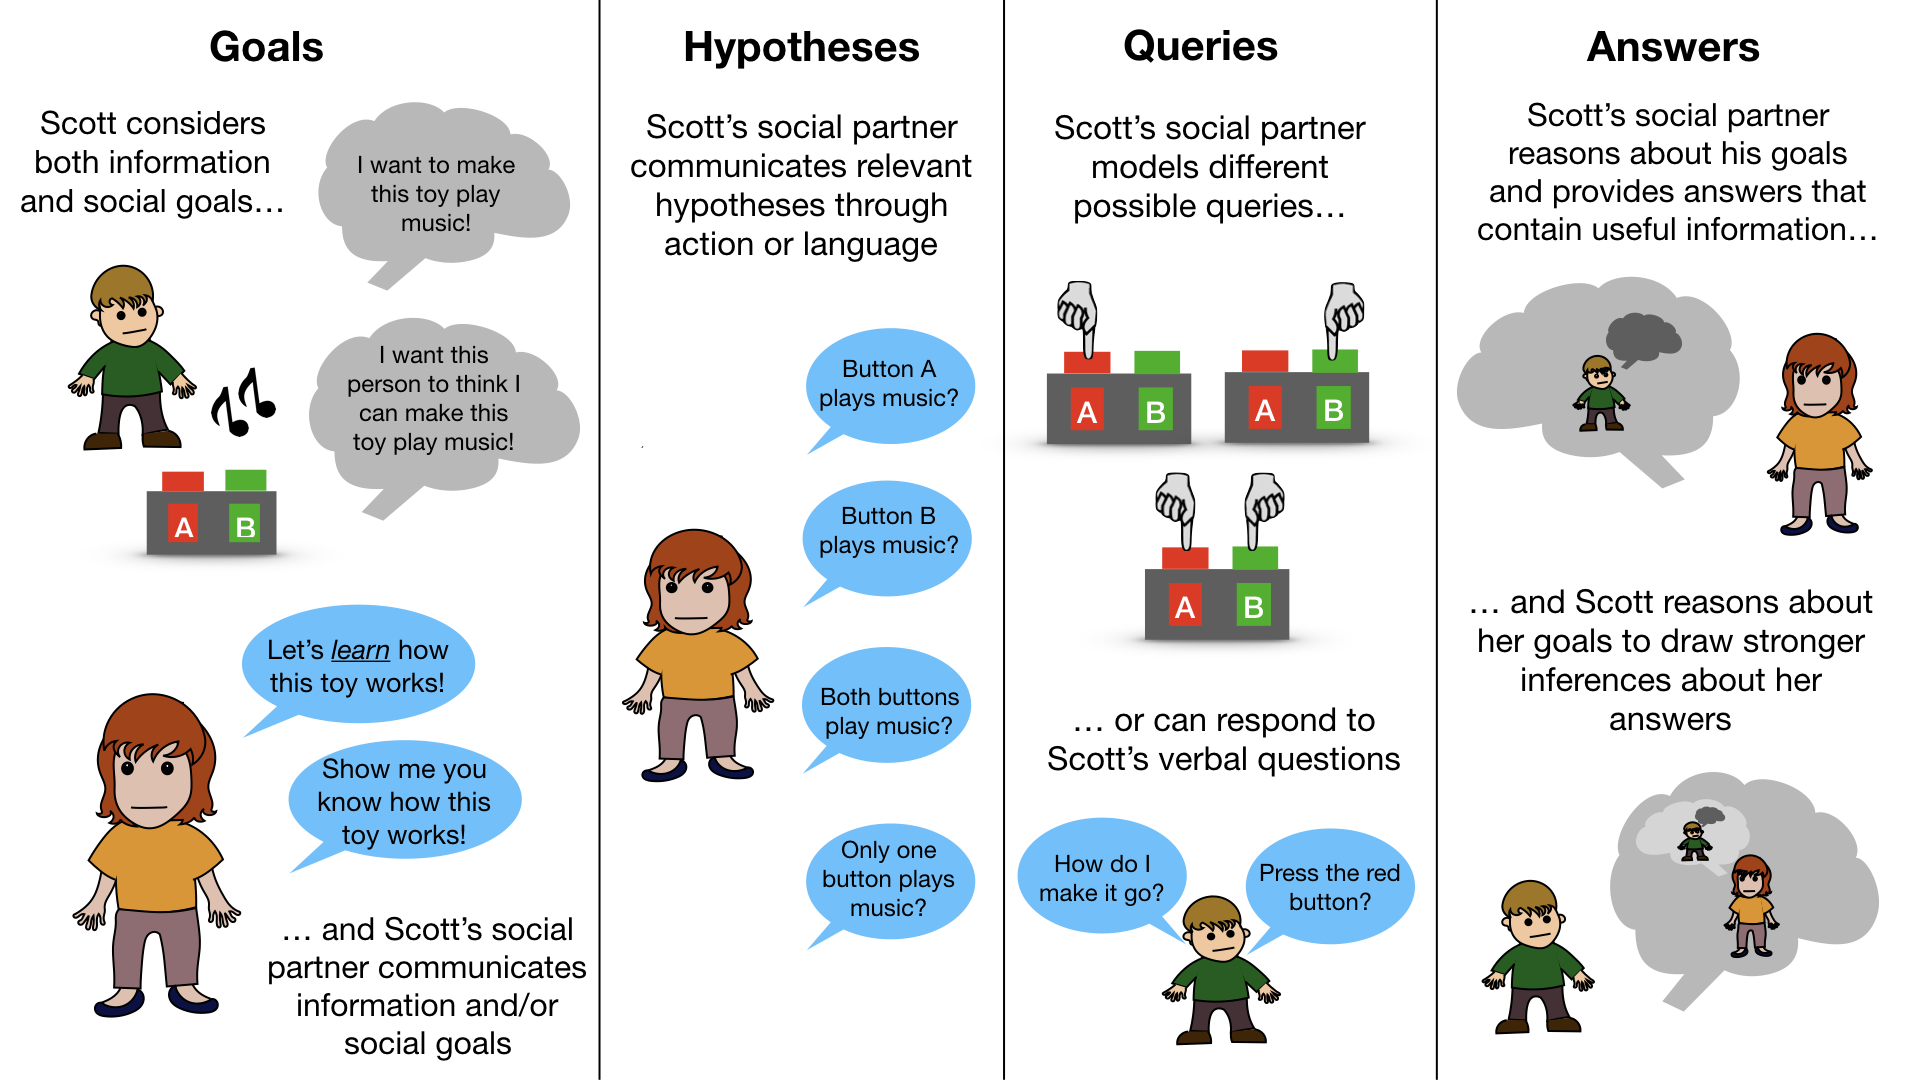 Goals
Scott considers
both information
and social goals…
I want to make
this toy play
music!
I want this
person to think I
can make this
toy play music!
A
B
Let’s learn how
this toy works!
Show me you
know how this
toy works!
… and Scott’s social
partner communicates
information and/or
social goals
Hypotheses
Scott’s social partner
communicates relevant
hypotheses through
action or language
Button A
plays music?
Button B
plays music?
Both buttons
play music?
Only one
button plays
music?
Queries
Scott’s social partner
models different
possible queries…
A
B
A
B
A
B
… or can respond to
Scott’s verbal questions
How do I
make it go?
Press the red
button?
Answers
Scott’s social partner
reasons about his goals
and provides answers that
contain useful information…
… and Scott reasons about
her goals to draw stronger
inferences about her
answers